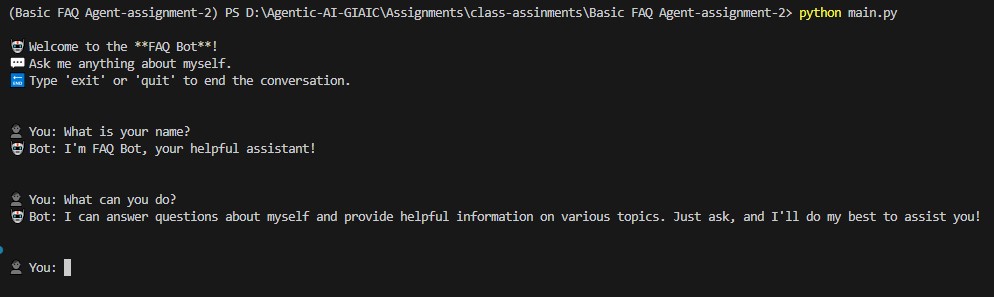 (Basic FAQ Agent-assignment-2) PS D:\Agentic-AI-GIAIC\Assignments\class-assinments\Basic FAQ Agent-assignment-2> python main.py
🤖 Welcome to the **FAQ Bot**!
💬 Ask me anything about myself.
🔚 Type 'exit' or 'quit' to end the conversation.
👤 You: What is your name?
🤖 Bot: I'm FAQ Bot, your helpful assistant!
👤 You: What can you do?
🤖 Bot: I can answer questions about myself and provide helpful information on various topics. Just ask, and I'll do my best to assist you!
👤 You: